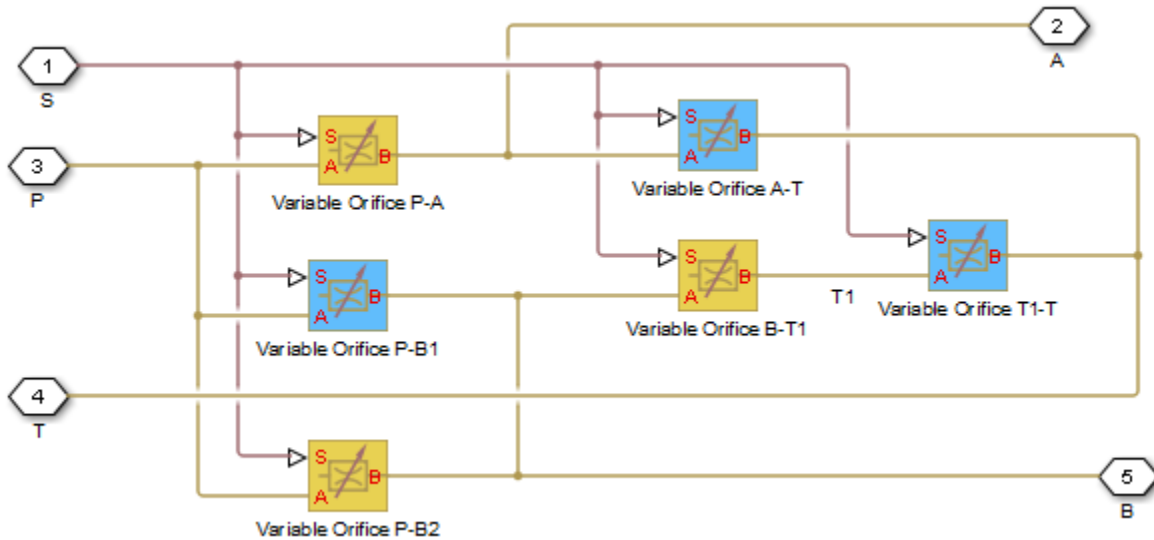 2
A
1
S
S
A
B
Variable Orifice P-A
S
A
B
Variable Orifice A-T
3
P
S
A
B
Variable Orifice P-B1
S
A
B
Variable Orifice B-T1
T1
S
A
B
Variable Orifice T1-T
4
T
S
A
B
Variable Orifice P-B2
5
B